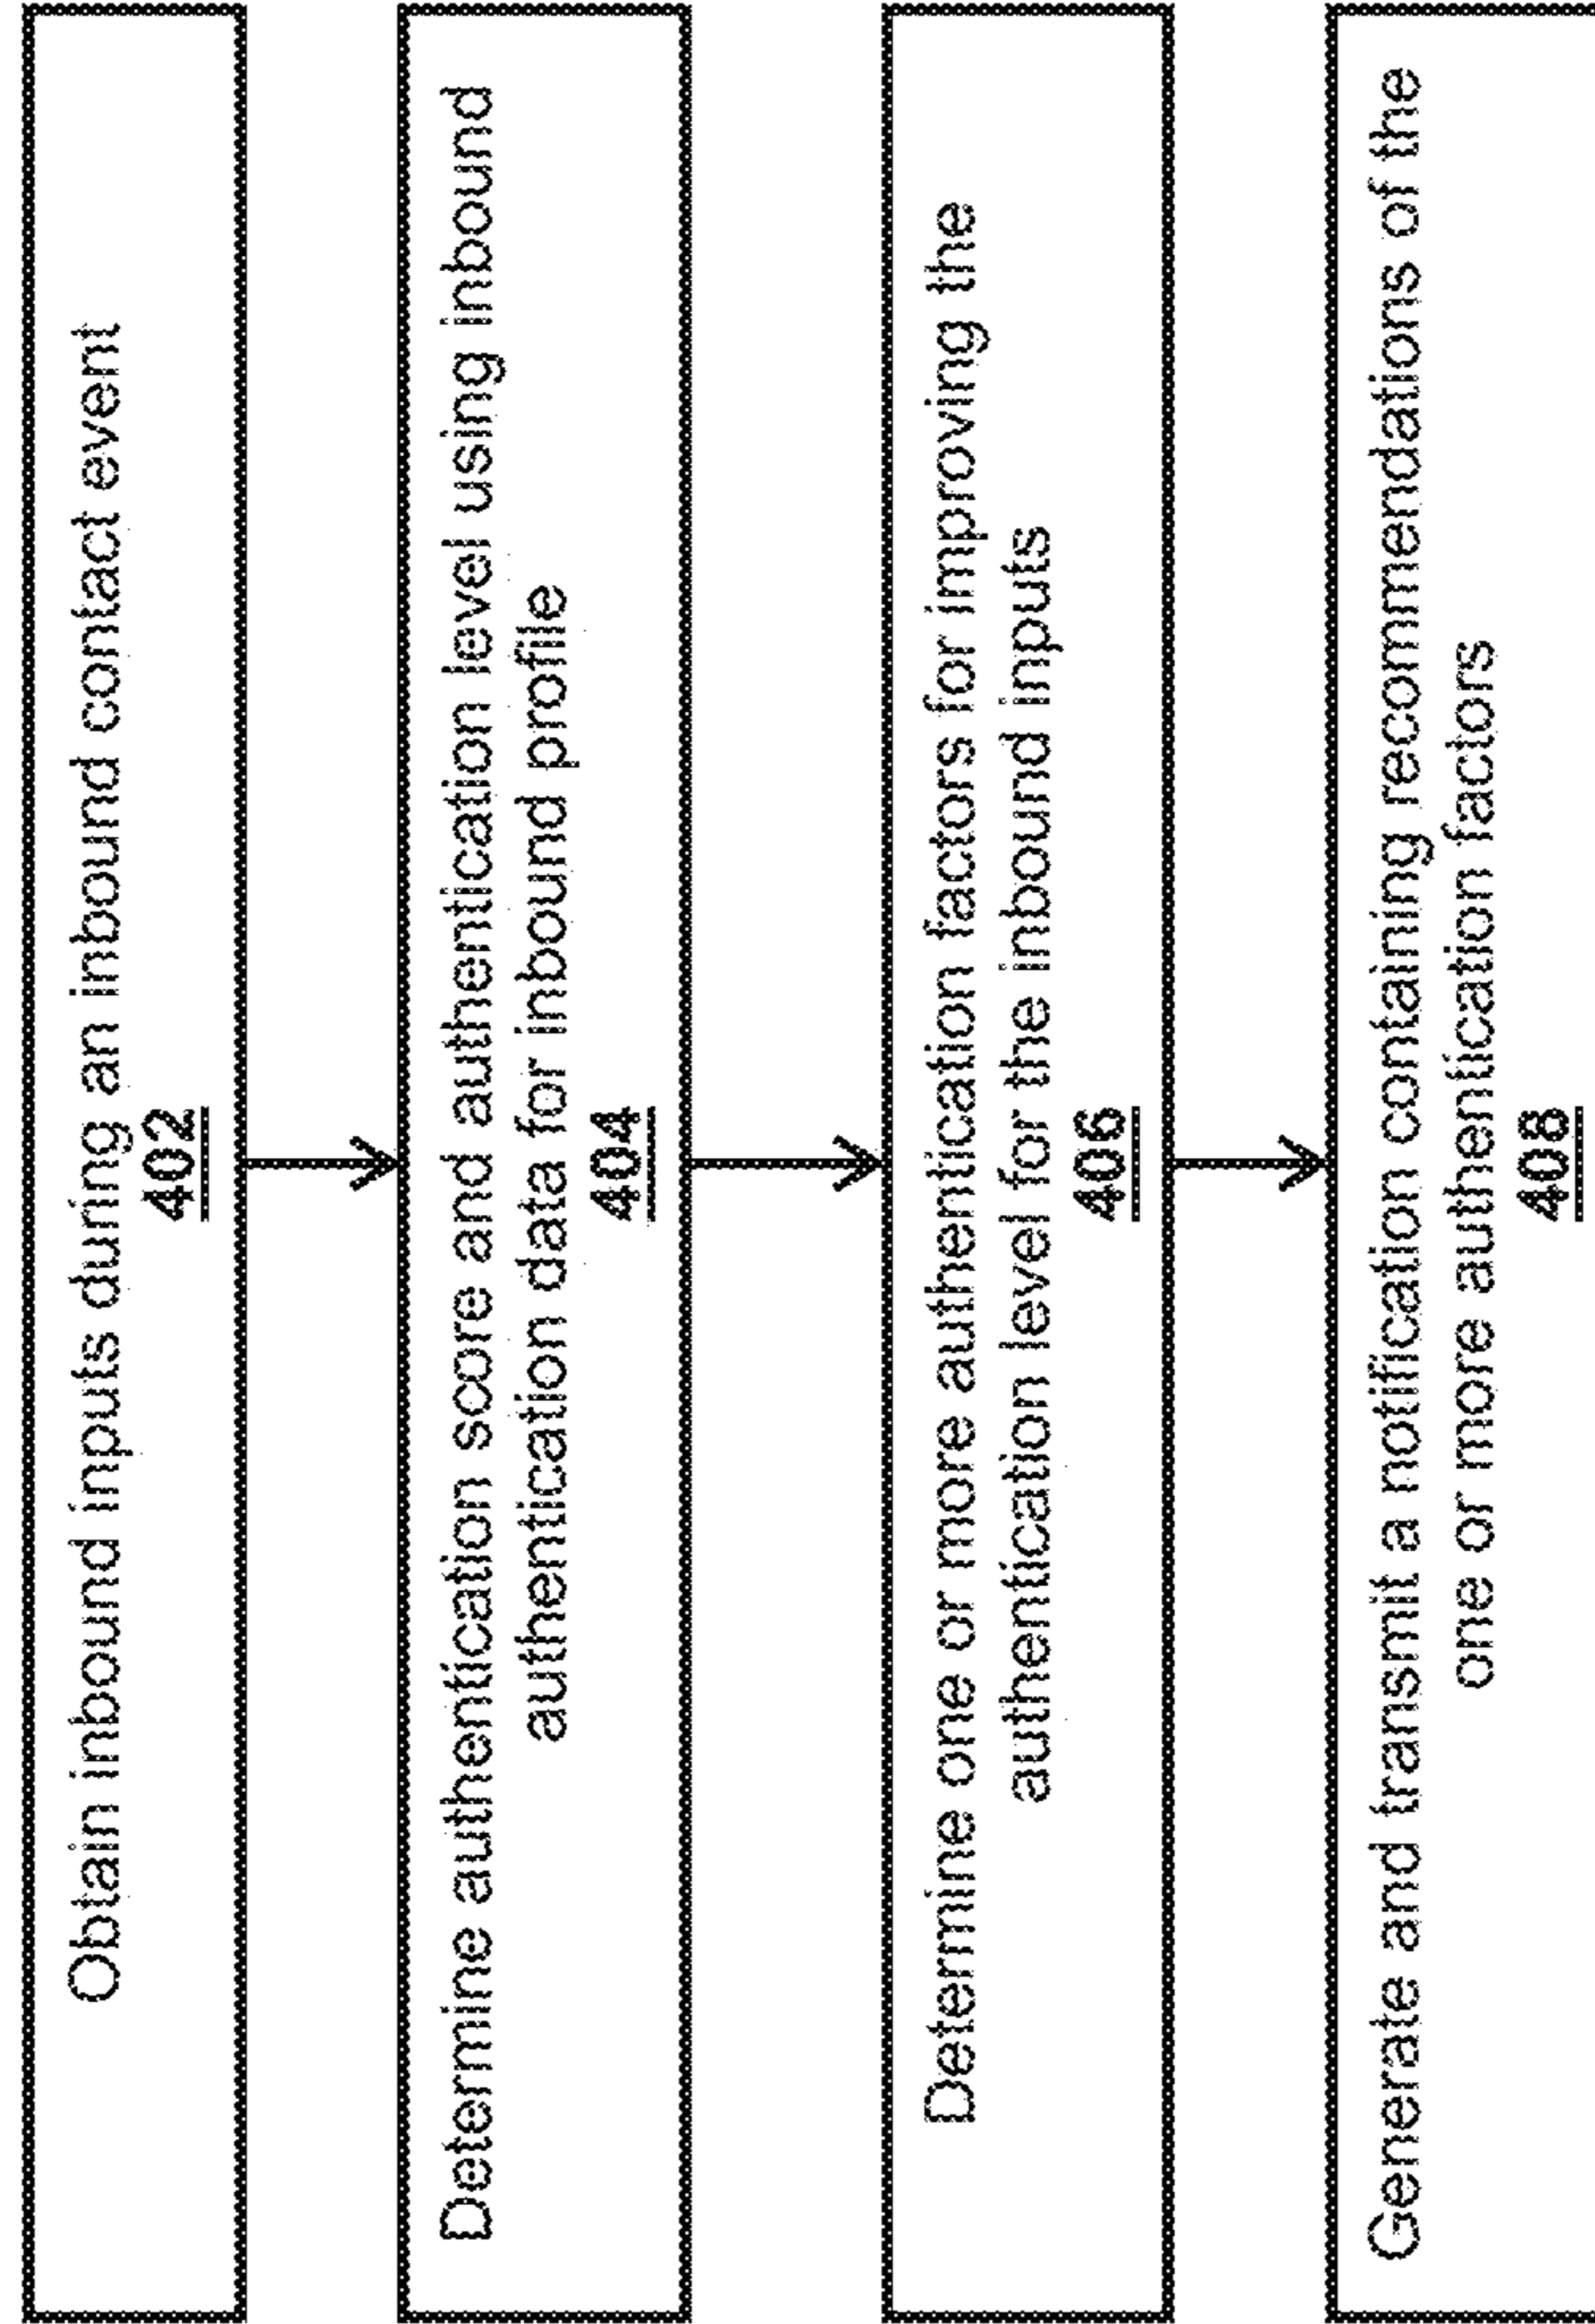 Obtain inbound inputs during an inbound contact event
402
Determine authentication score and authentication level using inbound
authentication data for inbound profile
404
Determine one or more authentication factors for improving the
authentication level for the inbound inputs
406
Generate and transmit a notification containing recommendations of the
one or more authentication factors
408